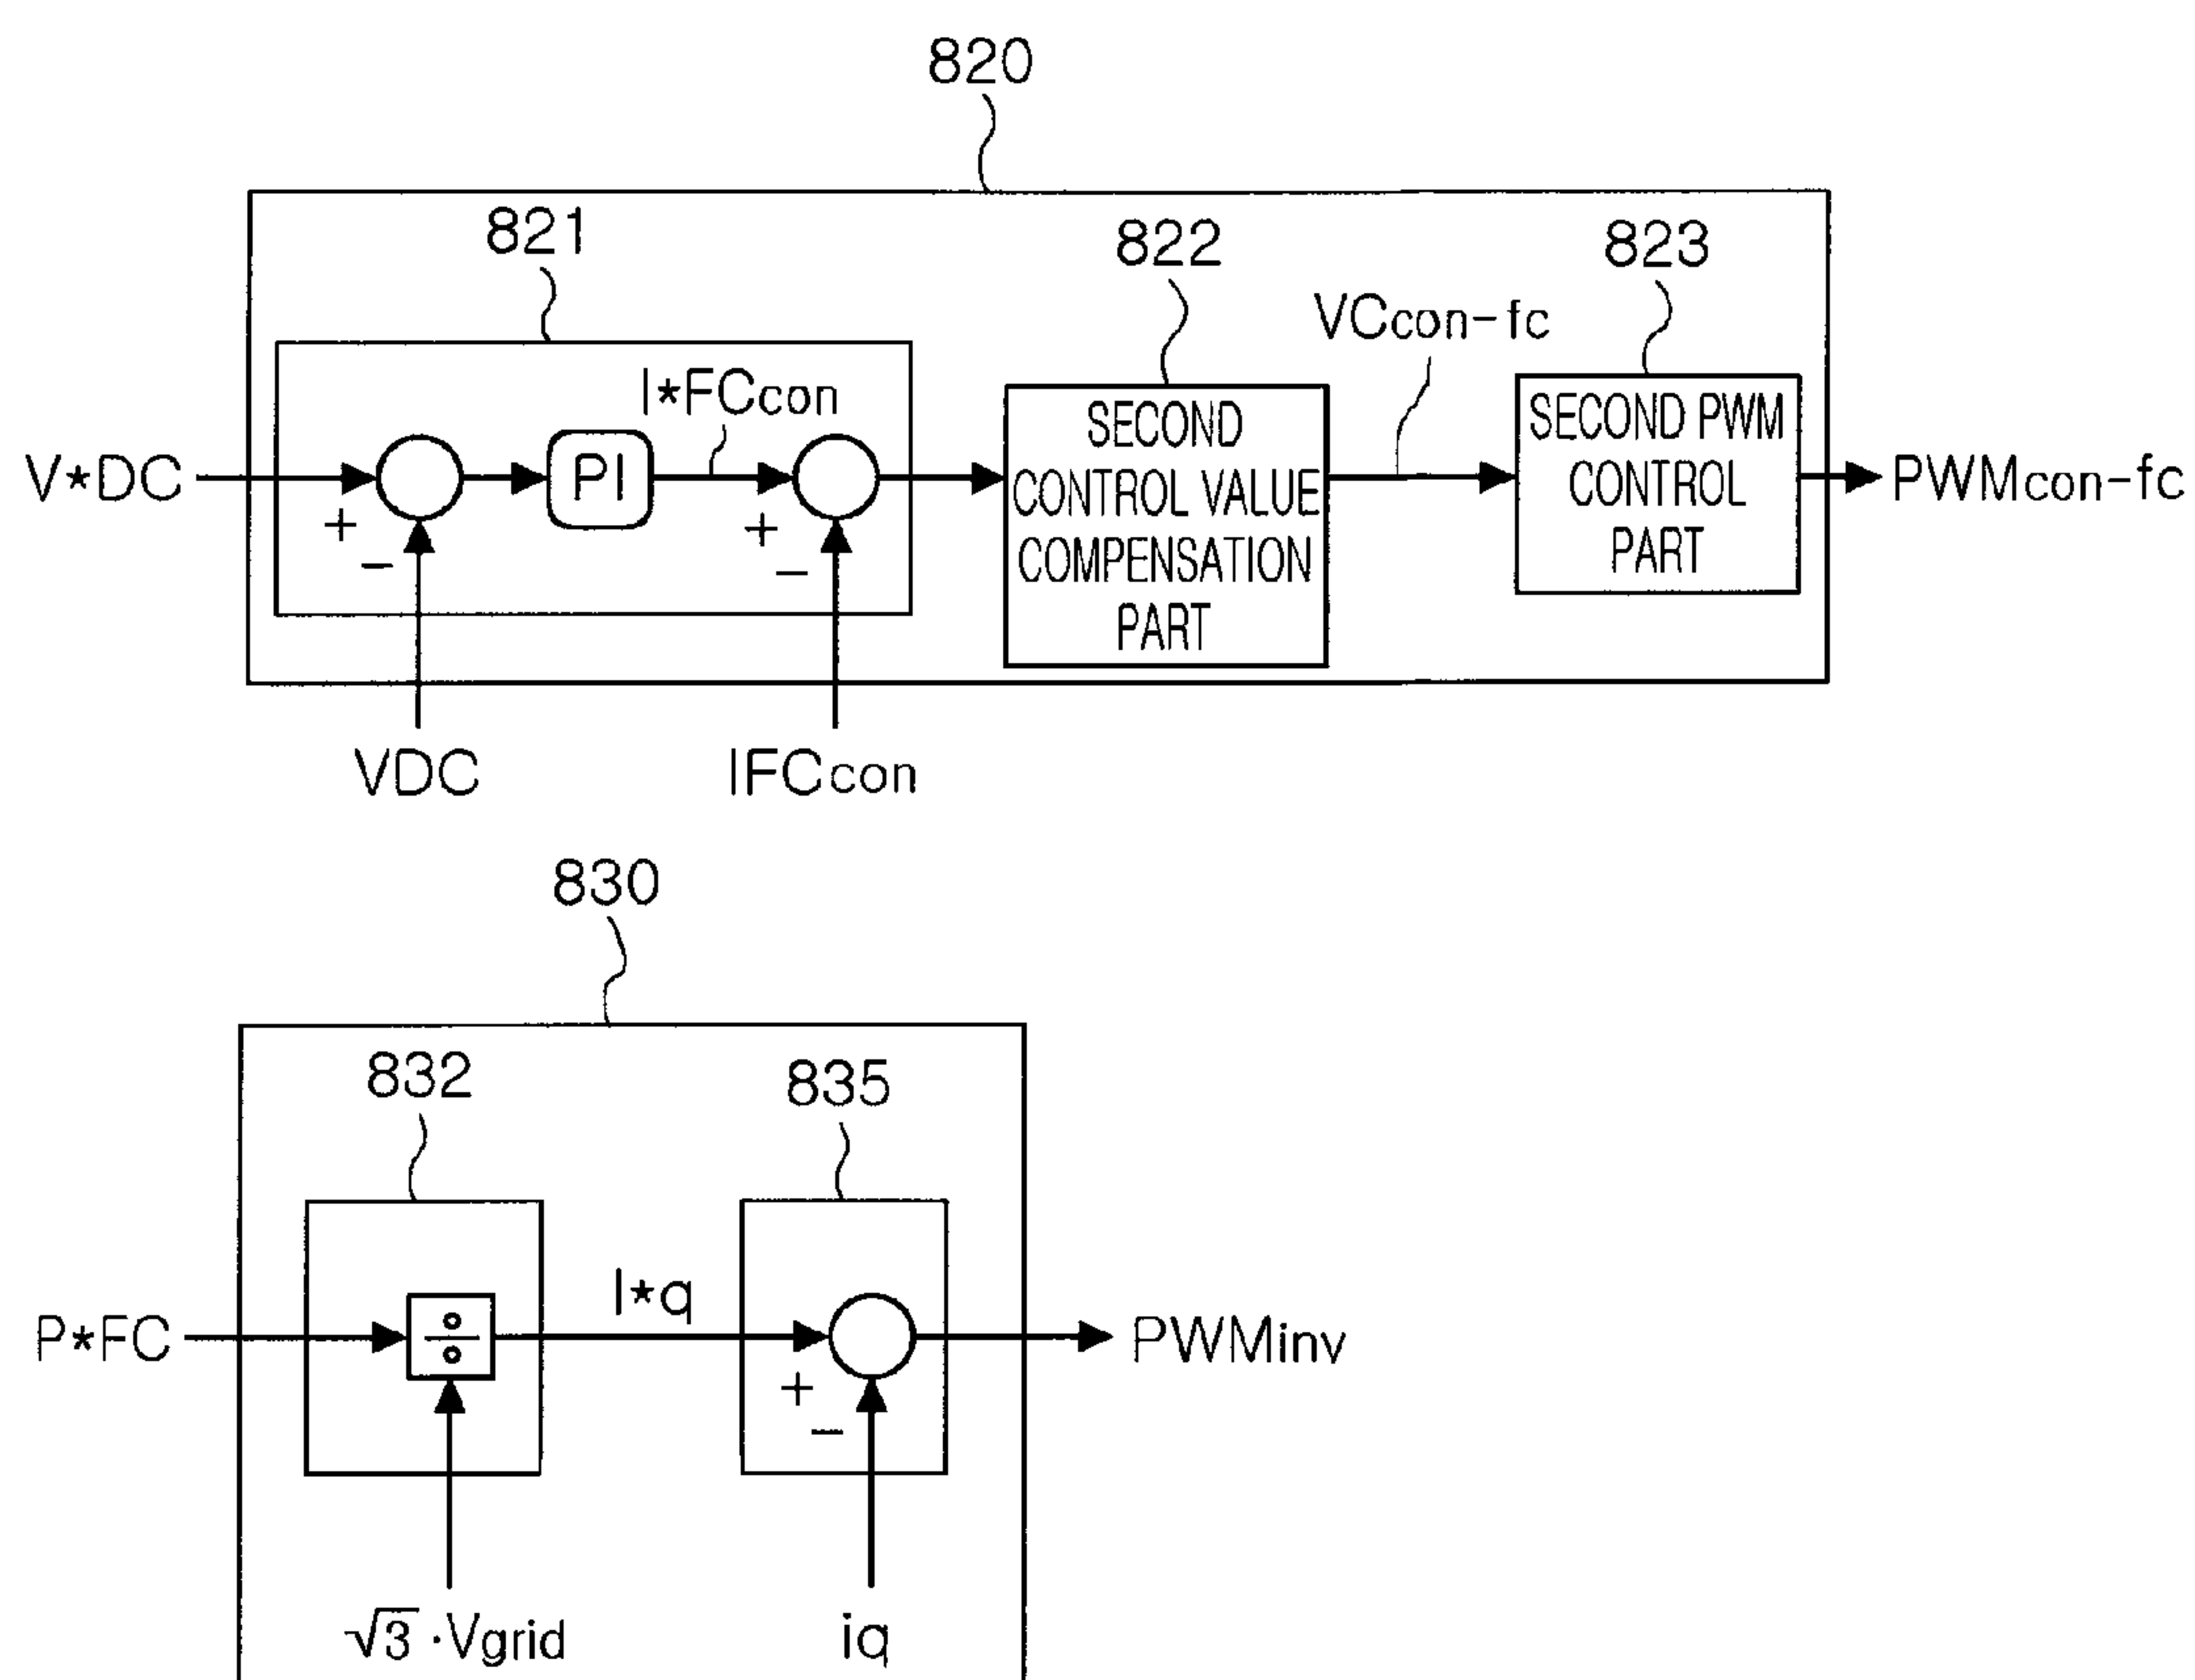 820
821
822
823
VCcon-fc
I*FCcon
V*DC
PI
+
−
+
−
SECOND
CONTROL VALUE
COMPENSATION
PART
SECOND PWM
CONTROL
PART
PWMcon-fc
VDC
IFCcon
830
832
835
P*FC
÷
I*q
+
−
PWMinv
√3·Vgrid
iq